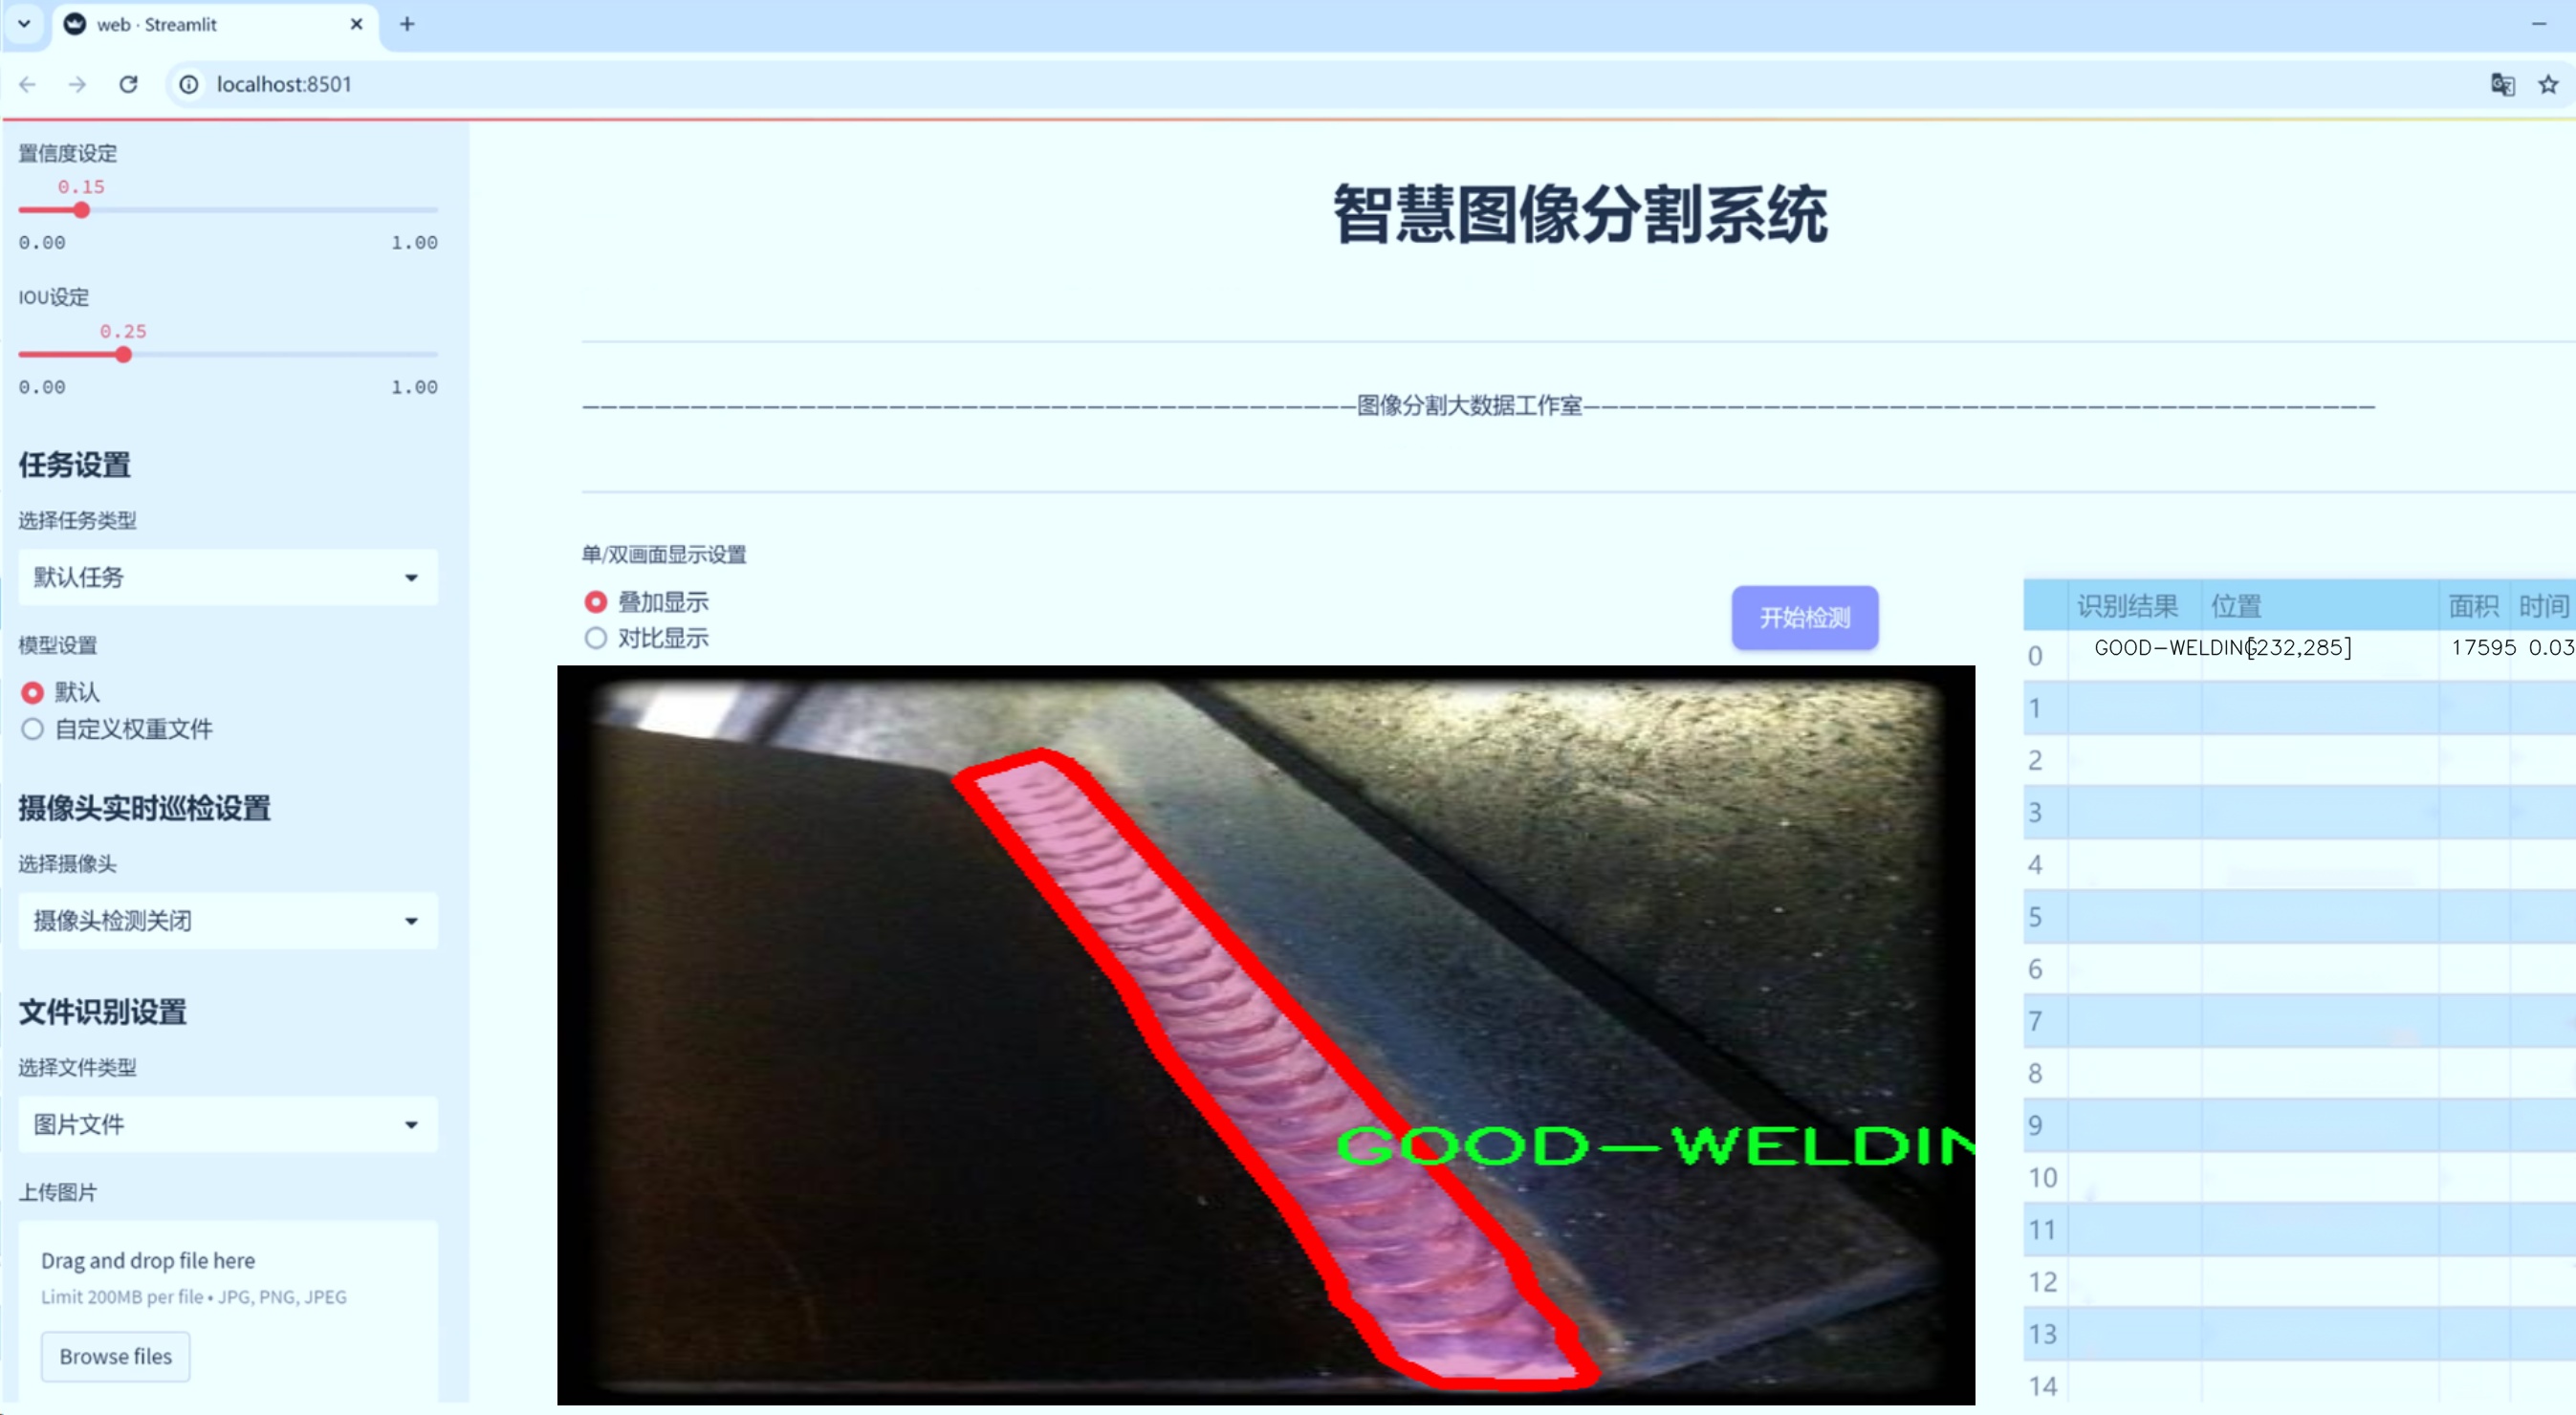 web · Streamlit
localhost:8501
置信度设定
0.15
0.00 1.00
IOU设定
0.25
0.00 1.00
任务设置
选择任务类型
默认任务
模型设置
默认
自定义权重文件
摄像头实时巡检设置
选择摄像头
摄像头检测关闭
文件识别设置
选择文件类型
图片文件
上传图片
Drag and drop file here
Limit 200MB per file • JPG, PNG, JPEG
Browse files
智慧图像分割系统
———————————————————————————————————————————图像分割大数据工作室————————————————————————————————————————————
单/双画面显示设置
叠加显示
对比显示
开始检测
GOOD-WELDIN
识别结果 位置 面积 时间
0 GOOD-WELDING [232,285] 17595 0.03
1
2
3
4
5
6
7
8
9
10
11
12
13
14